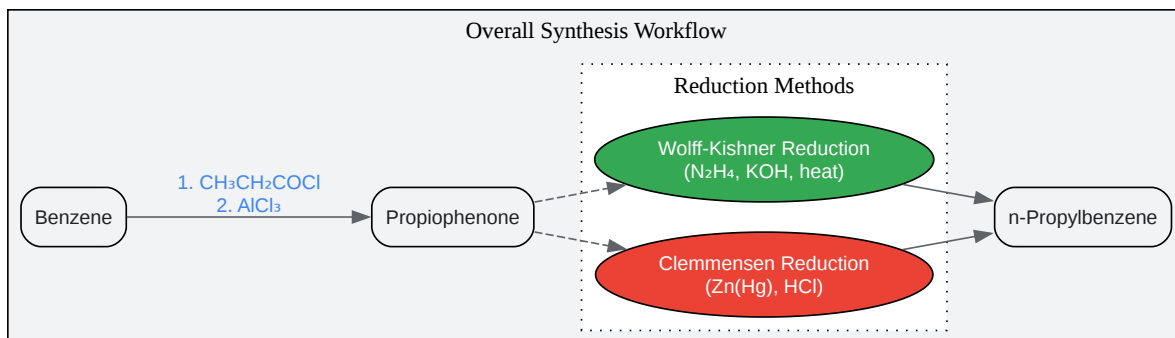 Overall Synthesis Workflow
Reduction Methods
Wolff-Kishner Reduction
(N₂H₄, KOH, heat)
1. CH₃CH₂COCl
2. AlCl₃
Benzene
Propiophenone
n-Propylbenzene
Clemmensen Reduction
(Zn(Hg), HCl)